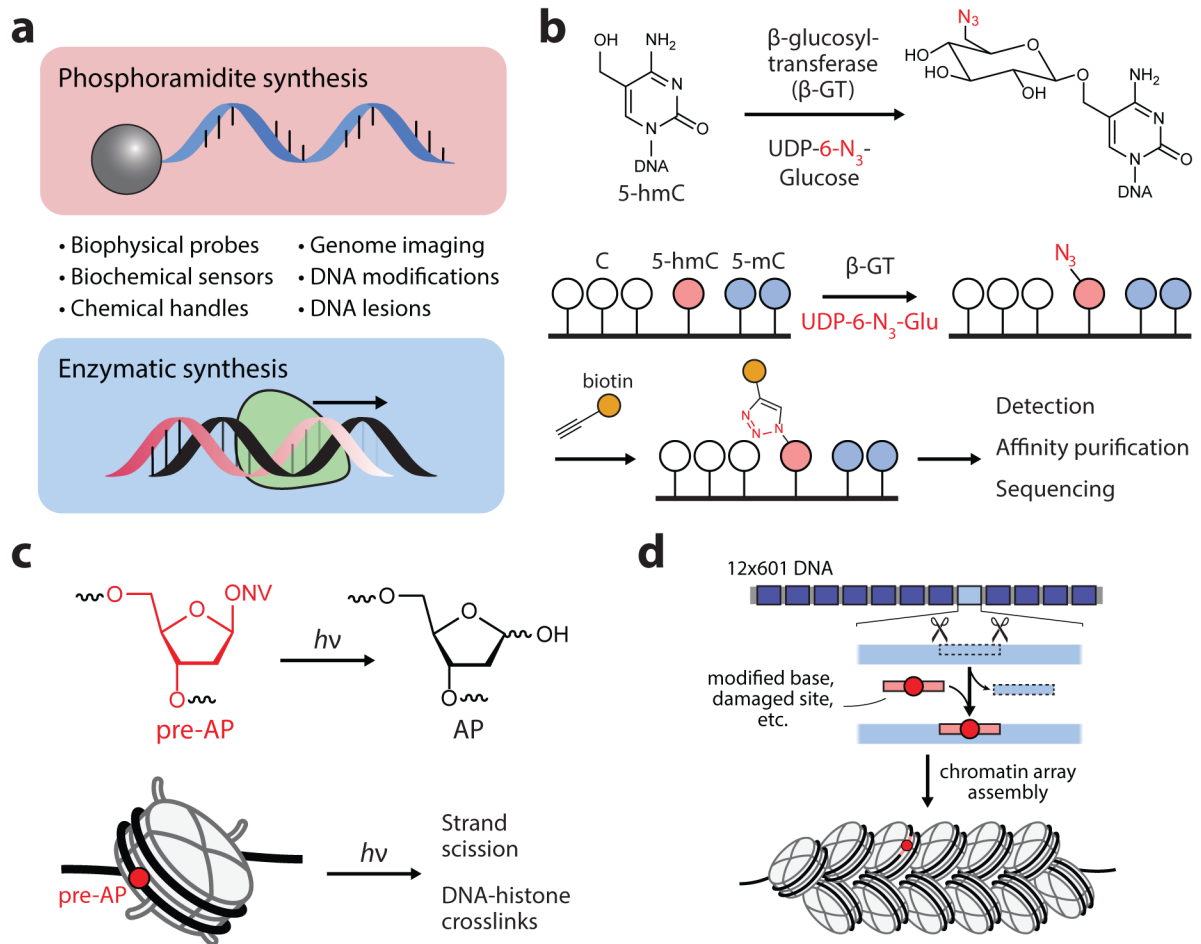 a
Phosphoramidite synthesis
• Biophysical probes
• Biochemical sensors
• Chemical handles
• Genome imaging
• DNA modifications
• DNA lesions
Enzymatic synthesis
b
OH
NH₂
N
N
O
DNA
5-hmC
β-glucosyl-
transferase
(β-GT)
UDP-6-N₃-
Glucose
N₃
HO
HO
OH
O
O
NH₂
N
N
O
DNA
C
5-hmC
5-mC
β-GT
UDP-6-N₃-Glu
N₃
biotin
N
N
N
Detection
Affinity purification
Sequencing
c
O
ONV
O
O
pre-AP
hν
O
O
OH
O
AP
pre-AP
hν
Strand
scission
DNA-histone
crosslinks
d
12x601 DNA
modified base,
damaged site,
etc.
chromatin array
assembly